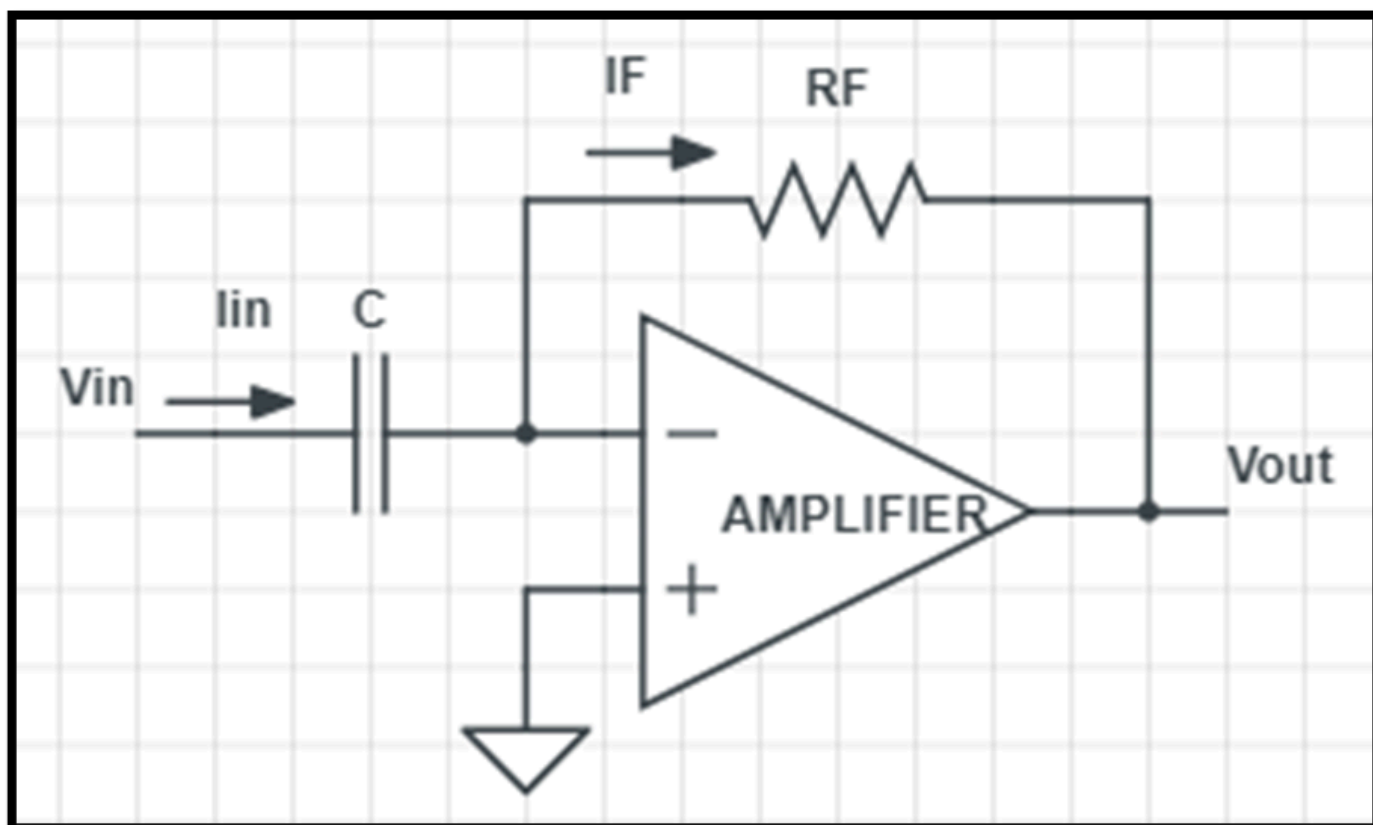 IF
RF
Iin
C
Vin
−
AMPLIFIER
+
Vout